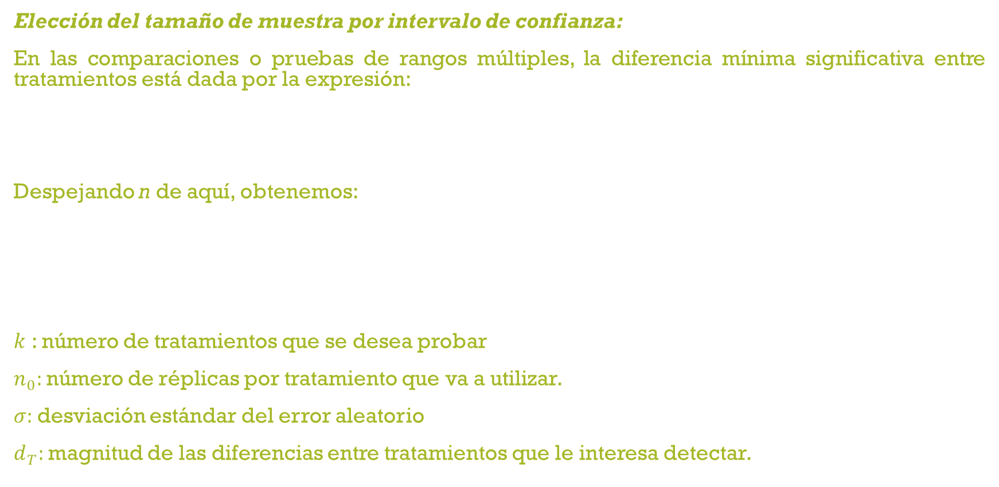 Elección del tamaño de muestra por intervalo de confianza:
En las comparaciones o pruebas de rangos múltiples, la diferencia mínima significativa entre
tratamientos está dada por la expresión:
Despejando n de aquí, obtenemos:
k : número de tratamientos que se desea probar
n₀: número de réplicas por tratamiento que va a utilizar.
σ: desviación estándar del error aleatorio
d_T: magnitud de las diferencias entre tratamientos que le interesa detectar.